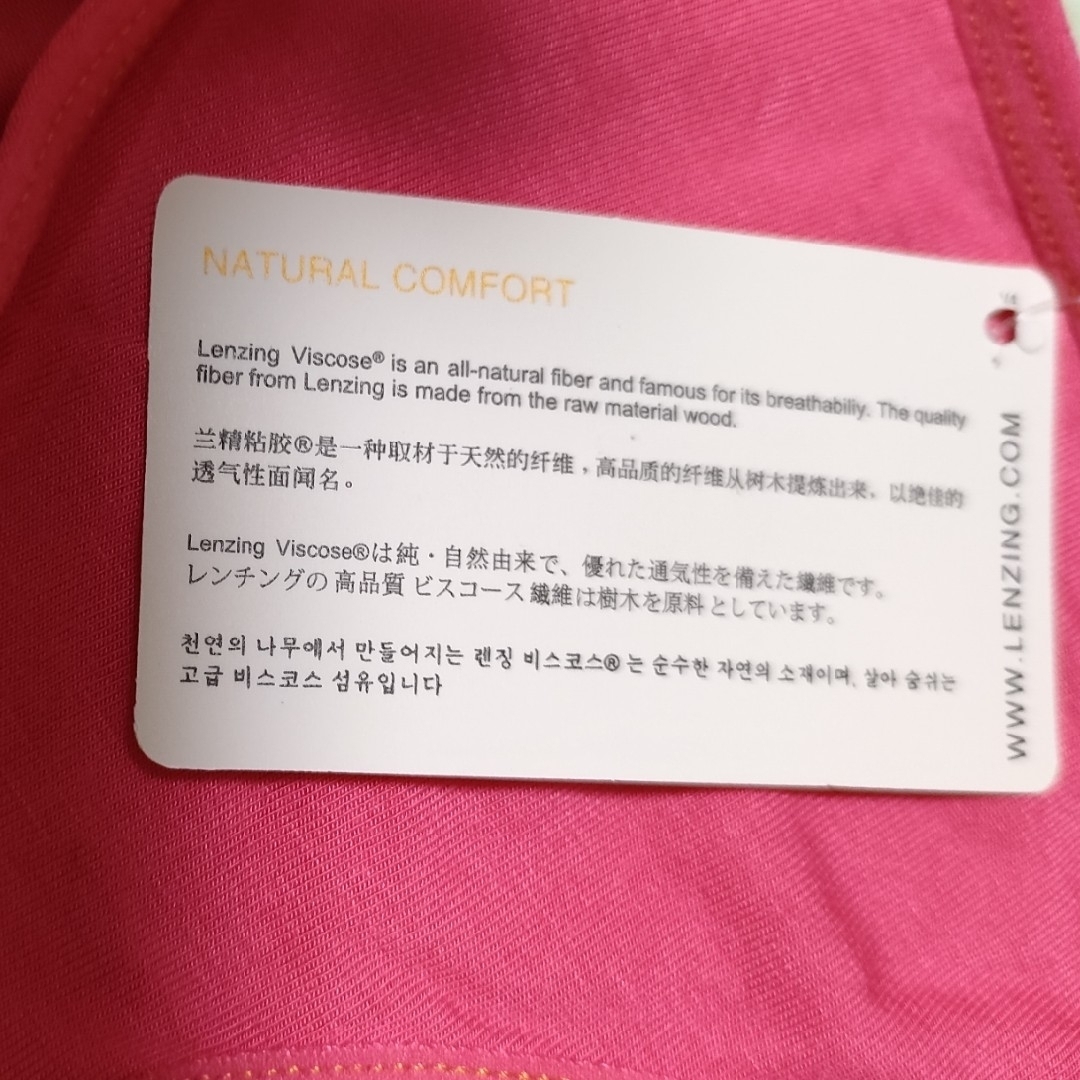 NATURAL COMFORT
Lenzing Viscose® is an all-natural fiber and famous for its breathabiliy. The quality
fiber from Lenzing is made from the raw material wood.
兰精粘胶®是一种取材于天然的纤维，高品质的纤维从树木提炼出来、以绝佳的
透气性面闻名。
Lenzing Viscose®は純・自然由来で、優れた通気性を備えた繊維です。
レンチングの高品質 ビスコース繊維は樹木を原料としています。
천연의 나무에서 만들어지는 렌징 비스코스®는 순수한 자연의 소재이며, 살아 숨쉬는
고급 비스코스 섬유입니다
WWW.LENZING.COM